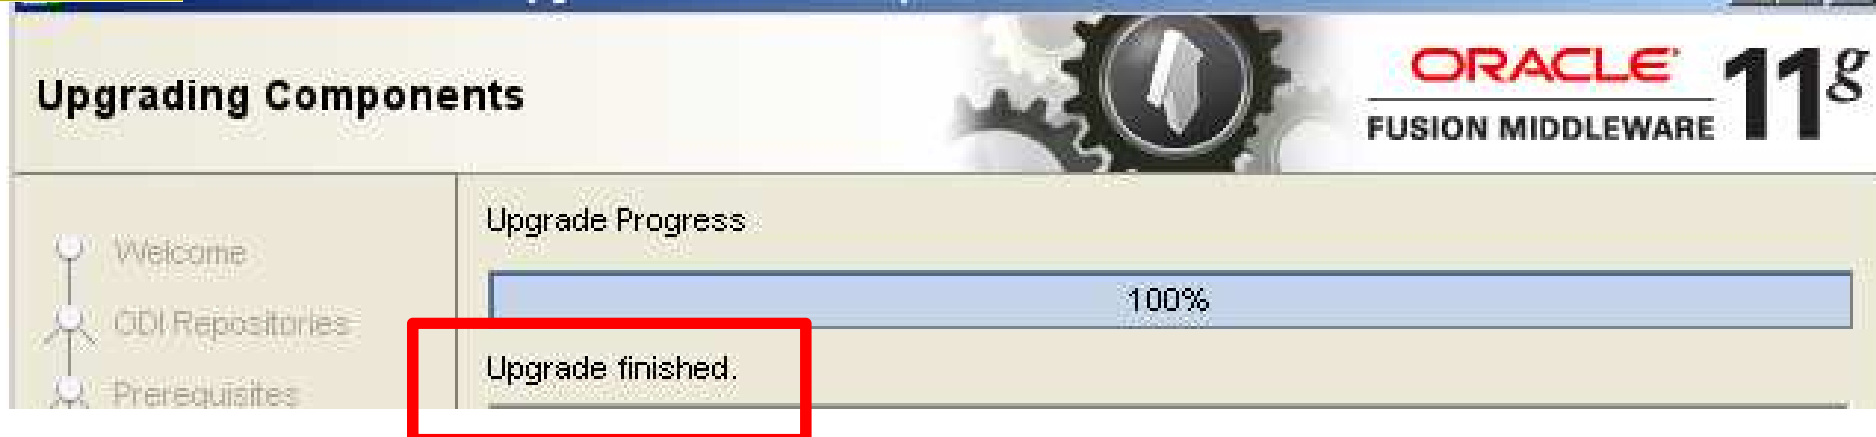 Upgrading Components
ORACLE 11g
FUSION MIDDLEWARE
Upgrade Progress
Welcome
100%
ODI Repositories
Upgrade finished.
Prerequisites